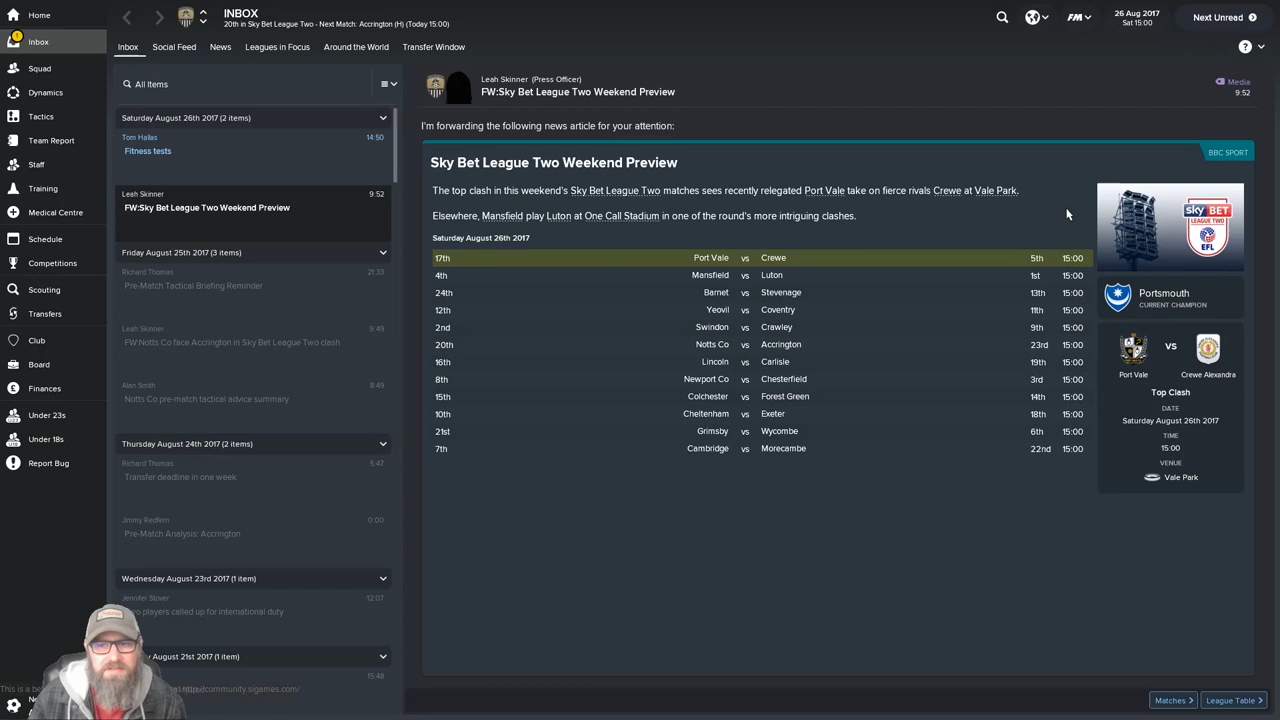 Home
Inbox
Squad
Dynamics
Tactics
Team Report
Staff
Training
Medical Centre
Schedule
Competitions
Scouting
Transfers
Club
Board
Finances
Under 23s
Under 18s
Report Bug
INBOX
20th in Sky Bet League Two - Next Match: Accrington (H) (Today 15:00)
FM
26 Aug 2017
Sat 15:00
Next Unread
Inbox
Social Feed
News
Leagues in Focus
Around the World
Transfer Window
?
All Items
Saturday August 26th 2017 (2 items)
Tom Hallas 14:50
Fitness tests
Leah Skinner 9:52
FW:Sky Bet League Two Weekend Preview
Friday August 25th 2017 (3 items)
Richard Thomas 21:33
Pre-Match Tactical Briefing Reminder
Leah Skinner 9:49
FW:Notts Co face Accrington in Sky Bet League Two clash
Alan Smith 8:49
Notts Co pre-match tactical advice summary
Thursday August 24th 2017 (2 items)
Richard Thomas 5:47
Transfer deadline in one week
Jimmy Redfern 0:00
Pre-Match Analysis: Accrington
Wednesday August 23rd 2017 (1 item)
Jennifer Stover 12:07
players called up for international duty
August 21st 2017 (1 item)
15:48
This is a be
http://community.sigames.com/
Leah Skinner (Press Officer)
FW:Sky Bet League Two Weekend Preview
Media
9:52
I'm forwarding the following news article for your attention:
BBC SPORT
Sky Bet League Two Weekend Preview
The top clash in this weekend's Sky Bet League Two matches sees recently relegated Port Vale take on fierce rivals Crewe at Vale Park.
Elsewhere, Mansfield play Luton at One Call Stadium in one of the round's more intriguing clashes.
Saturday August 26th 2017
17th Port Vale vs Crewe 5th 15:00
4th Mansfield vs Luton 1st 15:00
24th Barnet vs Stevenage 13th 15:00
12th Yeovil vs Coventry 11th 15:00
2nd Swindon vs Crawley 9th 15:00
20th Notts Co vs Accrington 23rd 15:00
16th Lincoln vs Carlisle 19th 15:00
8th Newport Co vs Chesterfield 3rd 15:00
15th Colchester vs Forest Green 14th 15:00
10th Cheltenham vs Exeter 18th 15:00
21st Grimsby vs Wycombe 6th 15:00
7th Cambridge vs Morecambe 22nd 15:00
sky BET
LEAGUE TWO
EFL
Portsmouth
CURRENT CHAMPION
VS
Port Vale
Crewe Alexandra
Top Clash
DATE
Saturday August 26th 2017
TIME
15:00
VENUE
Vale Park
Matches
League Table